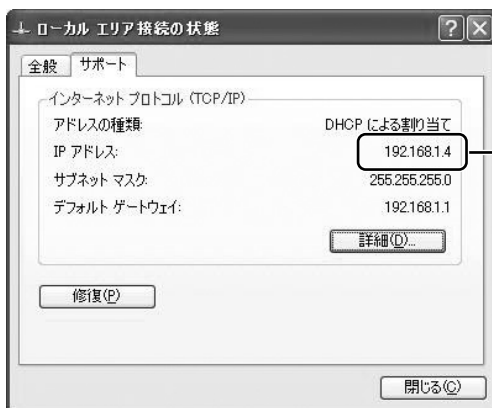 ローカル エリア接続の状態
全般 サポート
インターネット プロトコル (TCP/IP)
アドレスの種類: DHCP による割り当て
IP アドレス: 192.168.1.4
サブネット マスク: 255.255.255.0
デフォルト ゲートウェイ: 192.168.1.1
詳細(D)...
修復(P)
閉じる(C)